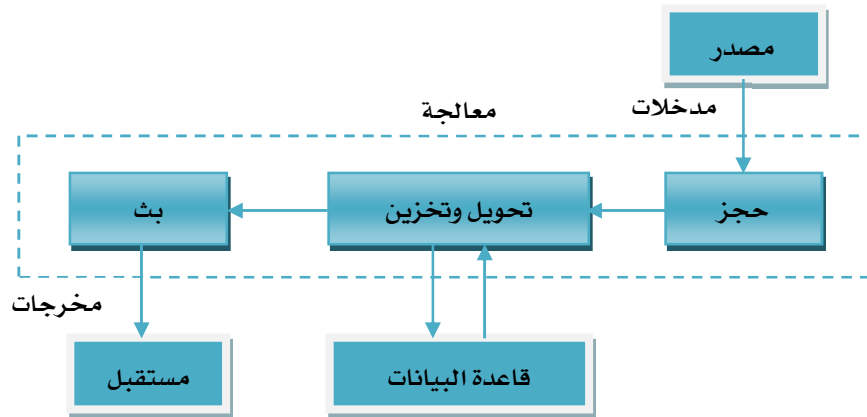 مصدر
مدخلات
معالجة
حجز
تحويل وتخزين
بث
مخرجات
قاعدة البيانات
مستقبل